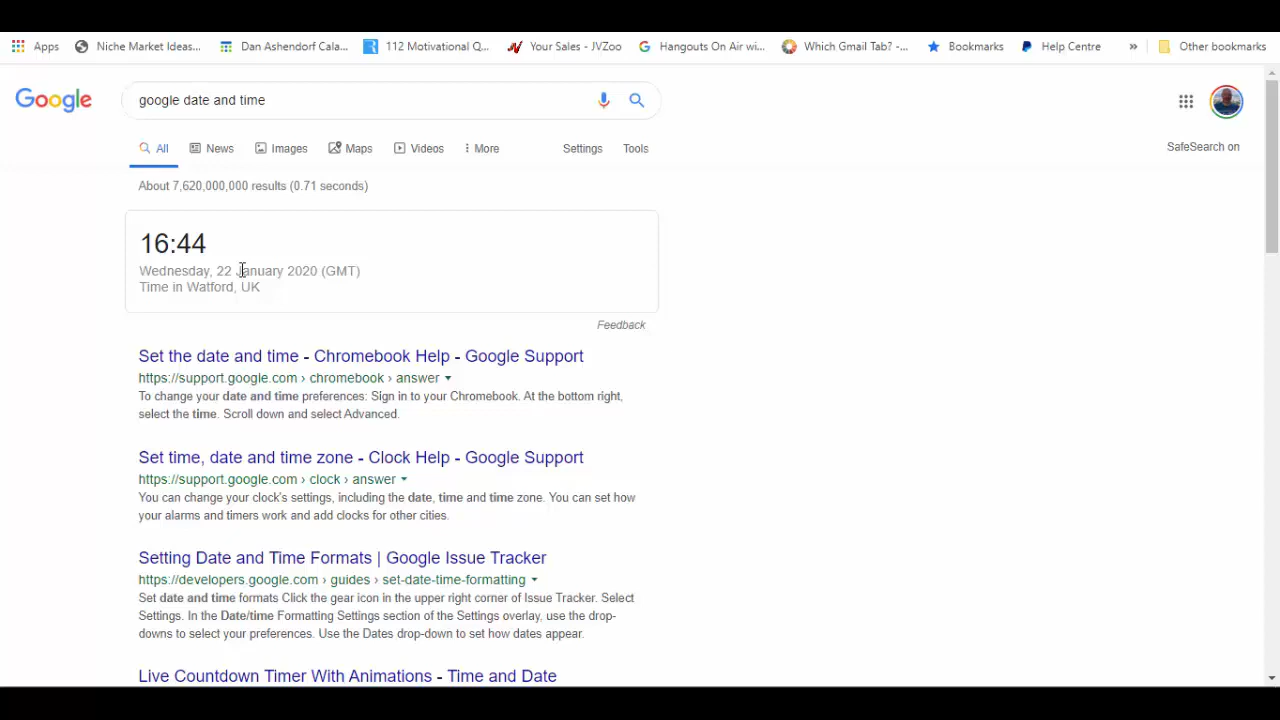 Apps Niche Market Ideas... Dan Ashendorf Cala... 112 Motivational Q... Your Sales - JVZoo Hangouts On Air wi... Which Gmail Tab? -... Bookmarks Help Centre » Other bookmarks
Google google date and time
All News Images Maps Videos More Settings Tools SafeSearch on
About 7,620,000,000 results (0.71 seconds)
16:44
Wednesday, 22 January 2020 (GMT)
Time in Watford, UK
Feedback
Set the date and time - Chromebook Help - Google Support
https://support.google.com › chromebook › answer
To change your date and time preferences: Sign in to your Chromebook. At the bottom right,
select the time. Scroll down and select Advanced.
Set time, date and time zone - Clock Help - Google Support
https://support.google.com › clock › answer
You can change your clock's settings, including the date, time and time zone. You can set how
your alarms and timers work and add clocks for other cities.
Setting Date and Time Formats | Google Issue Tracker
https://developers.google.com › guides › set-date-time-formatting
Set date and time formats Click the gear icon in the upper right corner of Issue Tracker. Select
Settings. In the Date/time Formatting Settings section of the Settings overlay, use the drop-
downs to select your preferences. Use the Dates drop-down to set how dates appear.
Live Countdown Timer With Animations - Time and Date